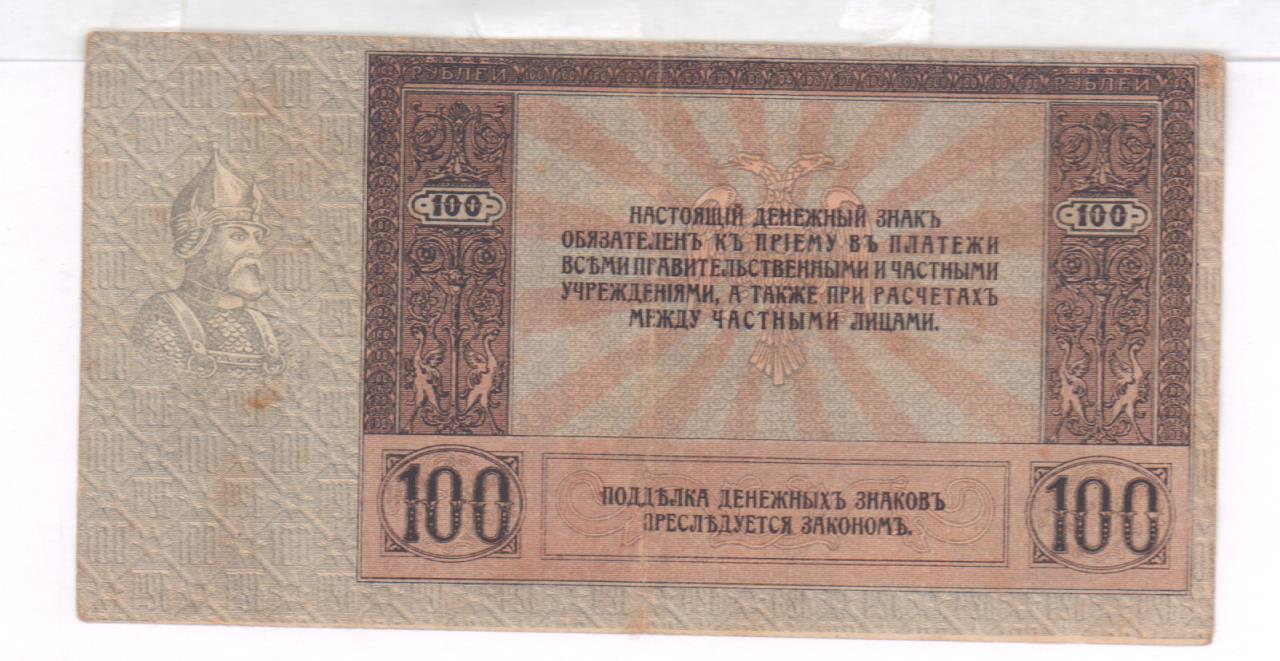 РУБЛЕЙ
РУБЛЕЙ
100
100
НАСТОЯЩІЙ ДЕНЕЖНЫЙ ЗНАКЪ
ОБЯЗАТЕЛЕНЪ КЪ ПРІЕМУ ВЪ ПЛАТЕЖИ
ВСѢМИ ПРАВИТЕЛЬСТВЕННЫМИ И ЧАСТНЫМИ
УЧРЕЖДЕНІЯМИ, А ТАКЖЕ ПРИ РАСЧЕТАХЪ
МЕЖДУ ЧАСТНЫМИ ЛИЦАМИ.
100
100
ПОДДѢЛКА ДЕНЕЖНЫХЪ ЗНАКОВЪ
ПРЕСЛѢДУЕТСЯ ЗАКОНОМЪ.